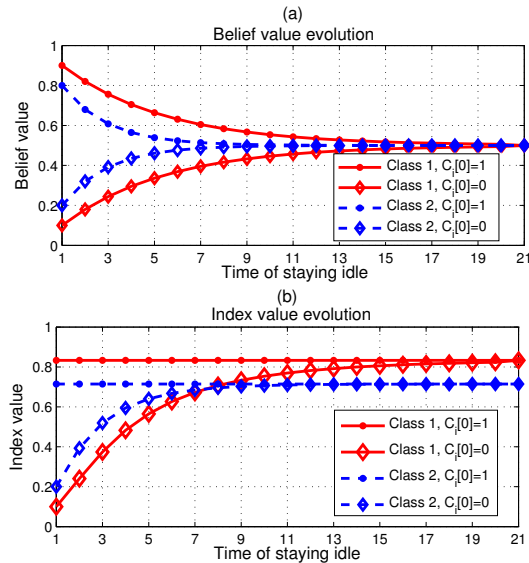 (a)
Belief value evolution
1
0.8
0.6
0.4
0.2
0
Belief value
Class 1, C_i[0]=1
Class 1, C_i[0]=0
Class 2, C_i[0]=1
Class 2, C_i[0]=0
1 3 5 7 9 11 13 15 17 19 21
Time of staying idle
(b)
Index value evolution
1
0.8
0.6
0.4
0.2
0
Index value
Class 1, C_i[0]=1
Class 1, C_i[0]=0
Class 2, C_i[0]=1
Class 2, C_i[0]=0
1 3 5 7 9 11 13 15 17 19 21
Time of staying idle